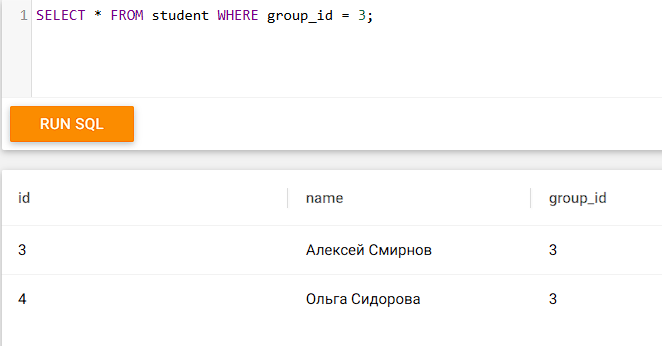 1 SELECT * FROM student WHERE group_id = 3;
RUN SQL
id name group_id
3 Алексей Смирнов 3
4 Ольга Сидорова 3